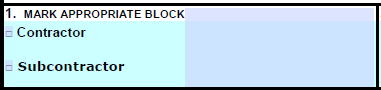 1. MARK APPROPRIATE BLOCK
□ Contractor
□ Subcontractor